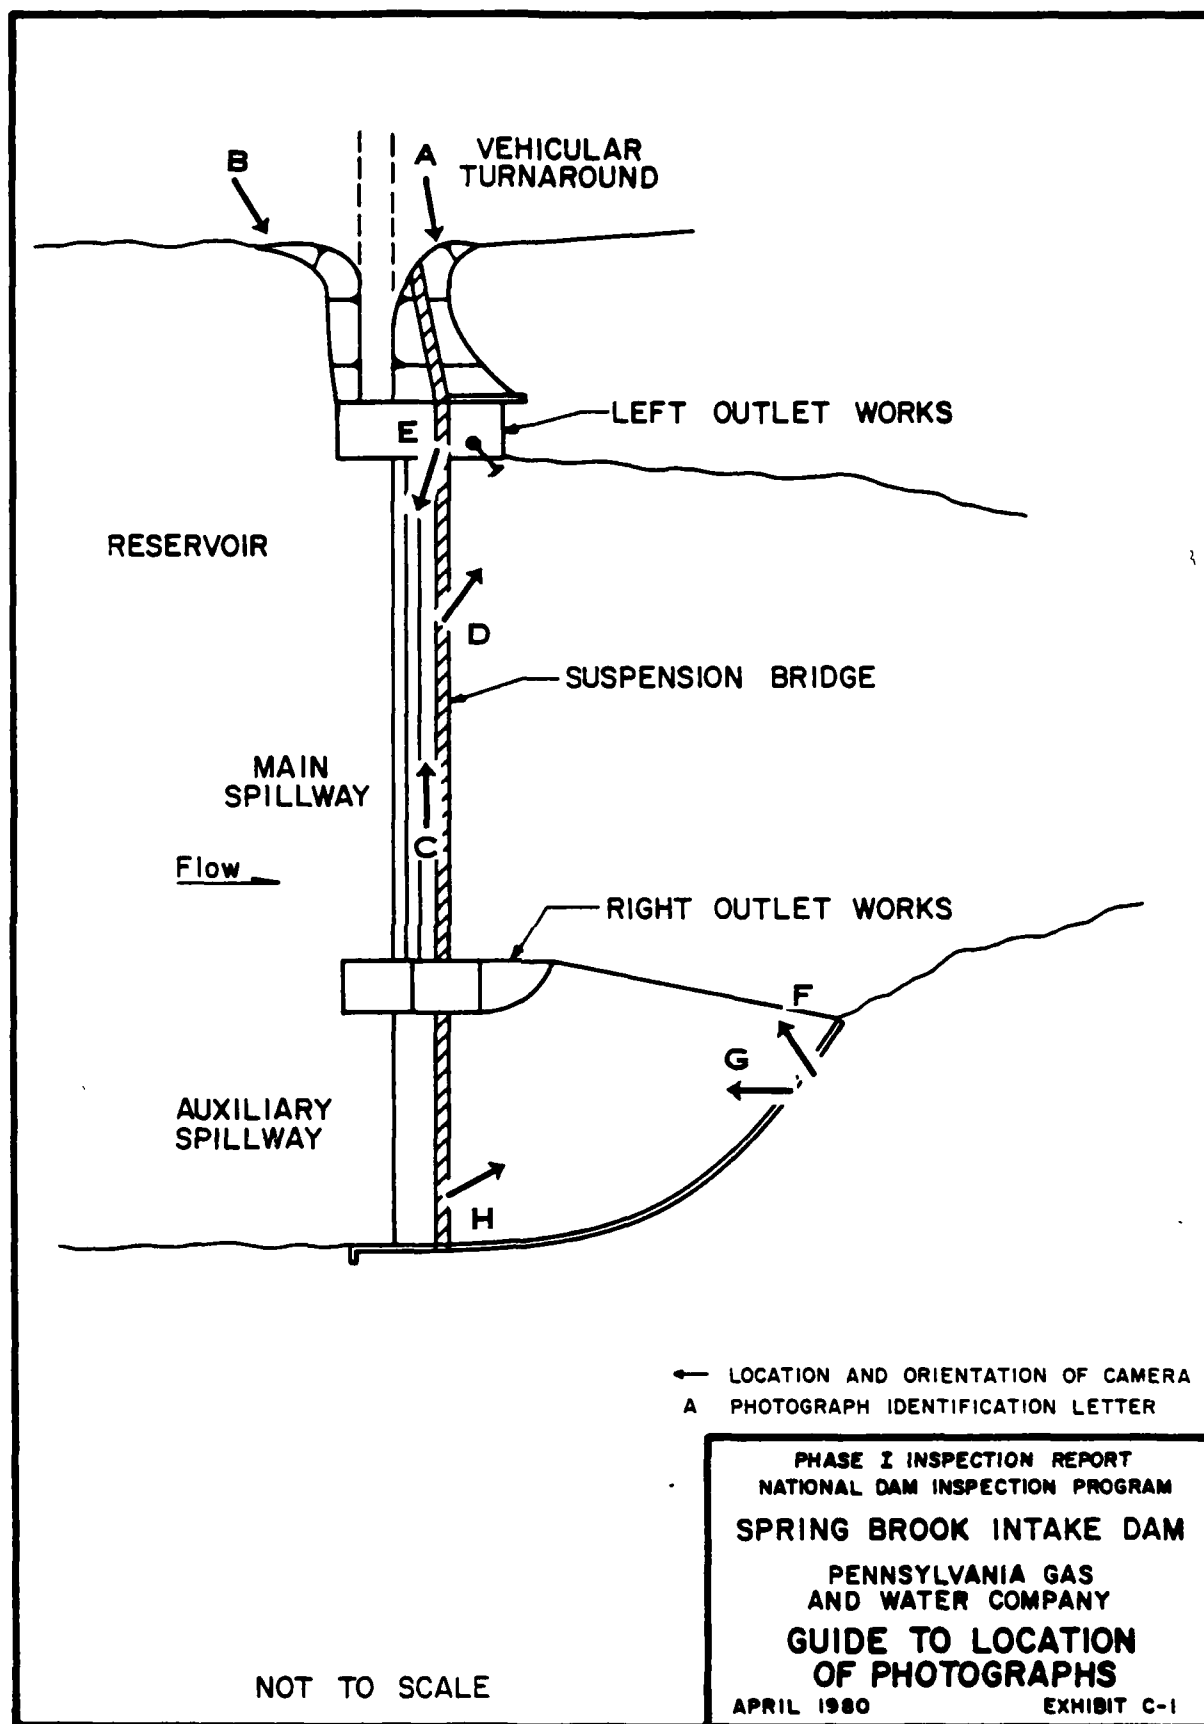 B
A
VEHICULAR
TURNAROUND
LEFT OUTLET WORKS
E
RESERVOIR
D
SUSPENSION BRIDGE
MAIN
SPILLWAY
C
Flow
RIGHT OUTLET WORKS
F
G
AUXILIARY
SPILLWAY
H
LOCATION AND ORIENTATION OF CAMERA
A PHOTOGRAPH IDENTIFICATION LETTER
PHASE I INSPECTION REPORT
NATIONAL DAM INSPECTION PROGRAM
SPRING BROOK INTAKE DAM
PENNSYLVANIA GAS
AND WATER COMPANY
GUIDE TO LOCATION
OF PHOTOGRAPHS
APRIL 1980 EXHIBIT C-1
NOT TO SCALE